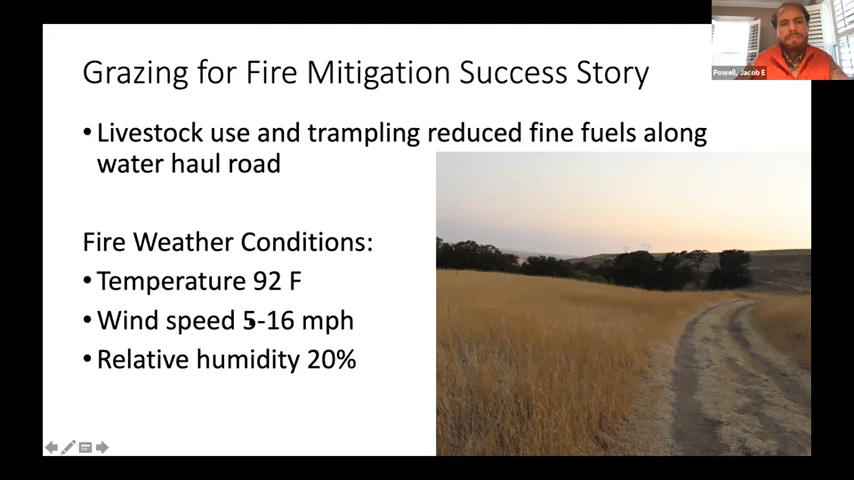 Powell, Jacob E
Grazing for Fire Mitigation Success Story
• Livestock use and trampling reduced fine fuels along
water haul road
Fire Weather Conditions:
• Temperature 92 F
• Wind speed 5-16 mph
• Relative humidity 20%